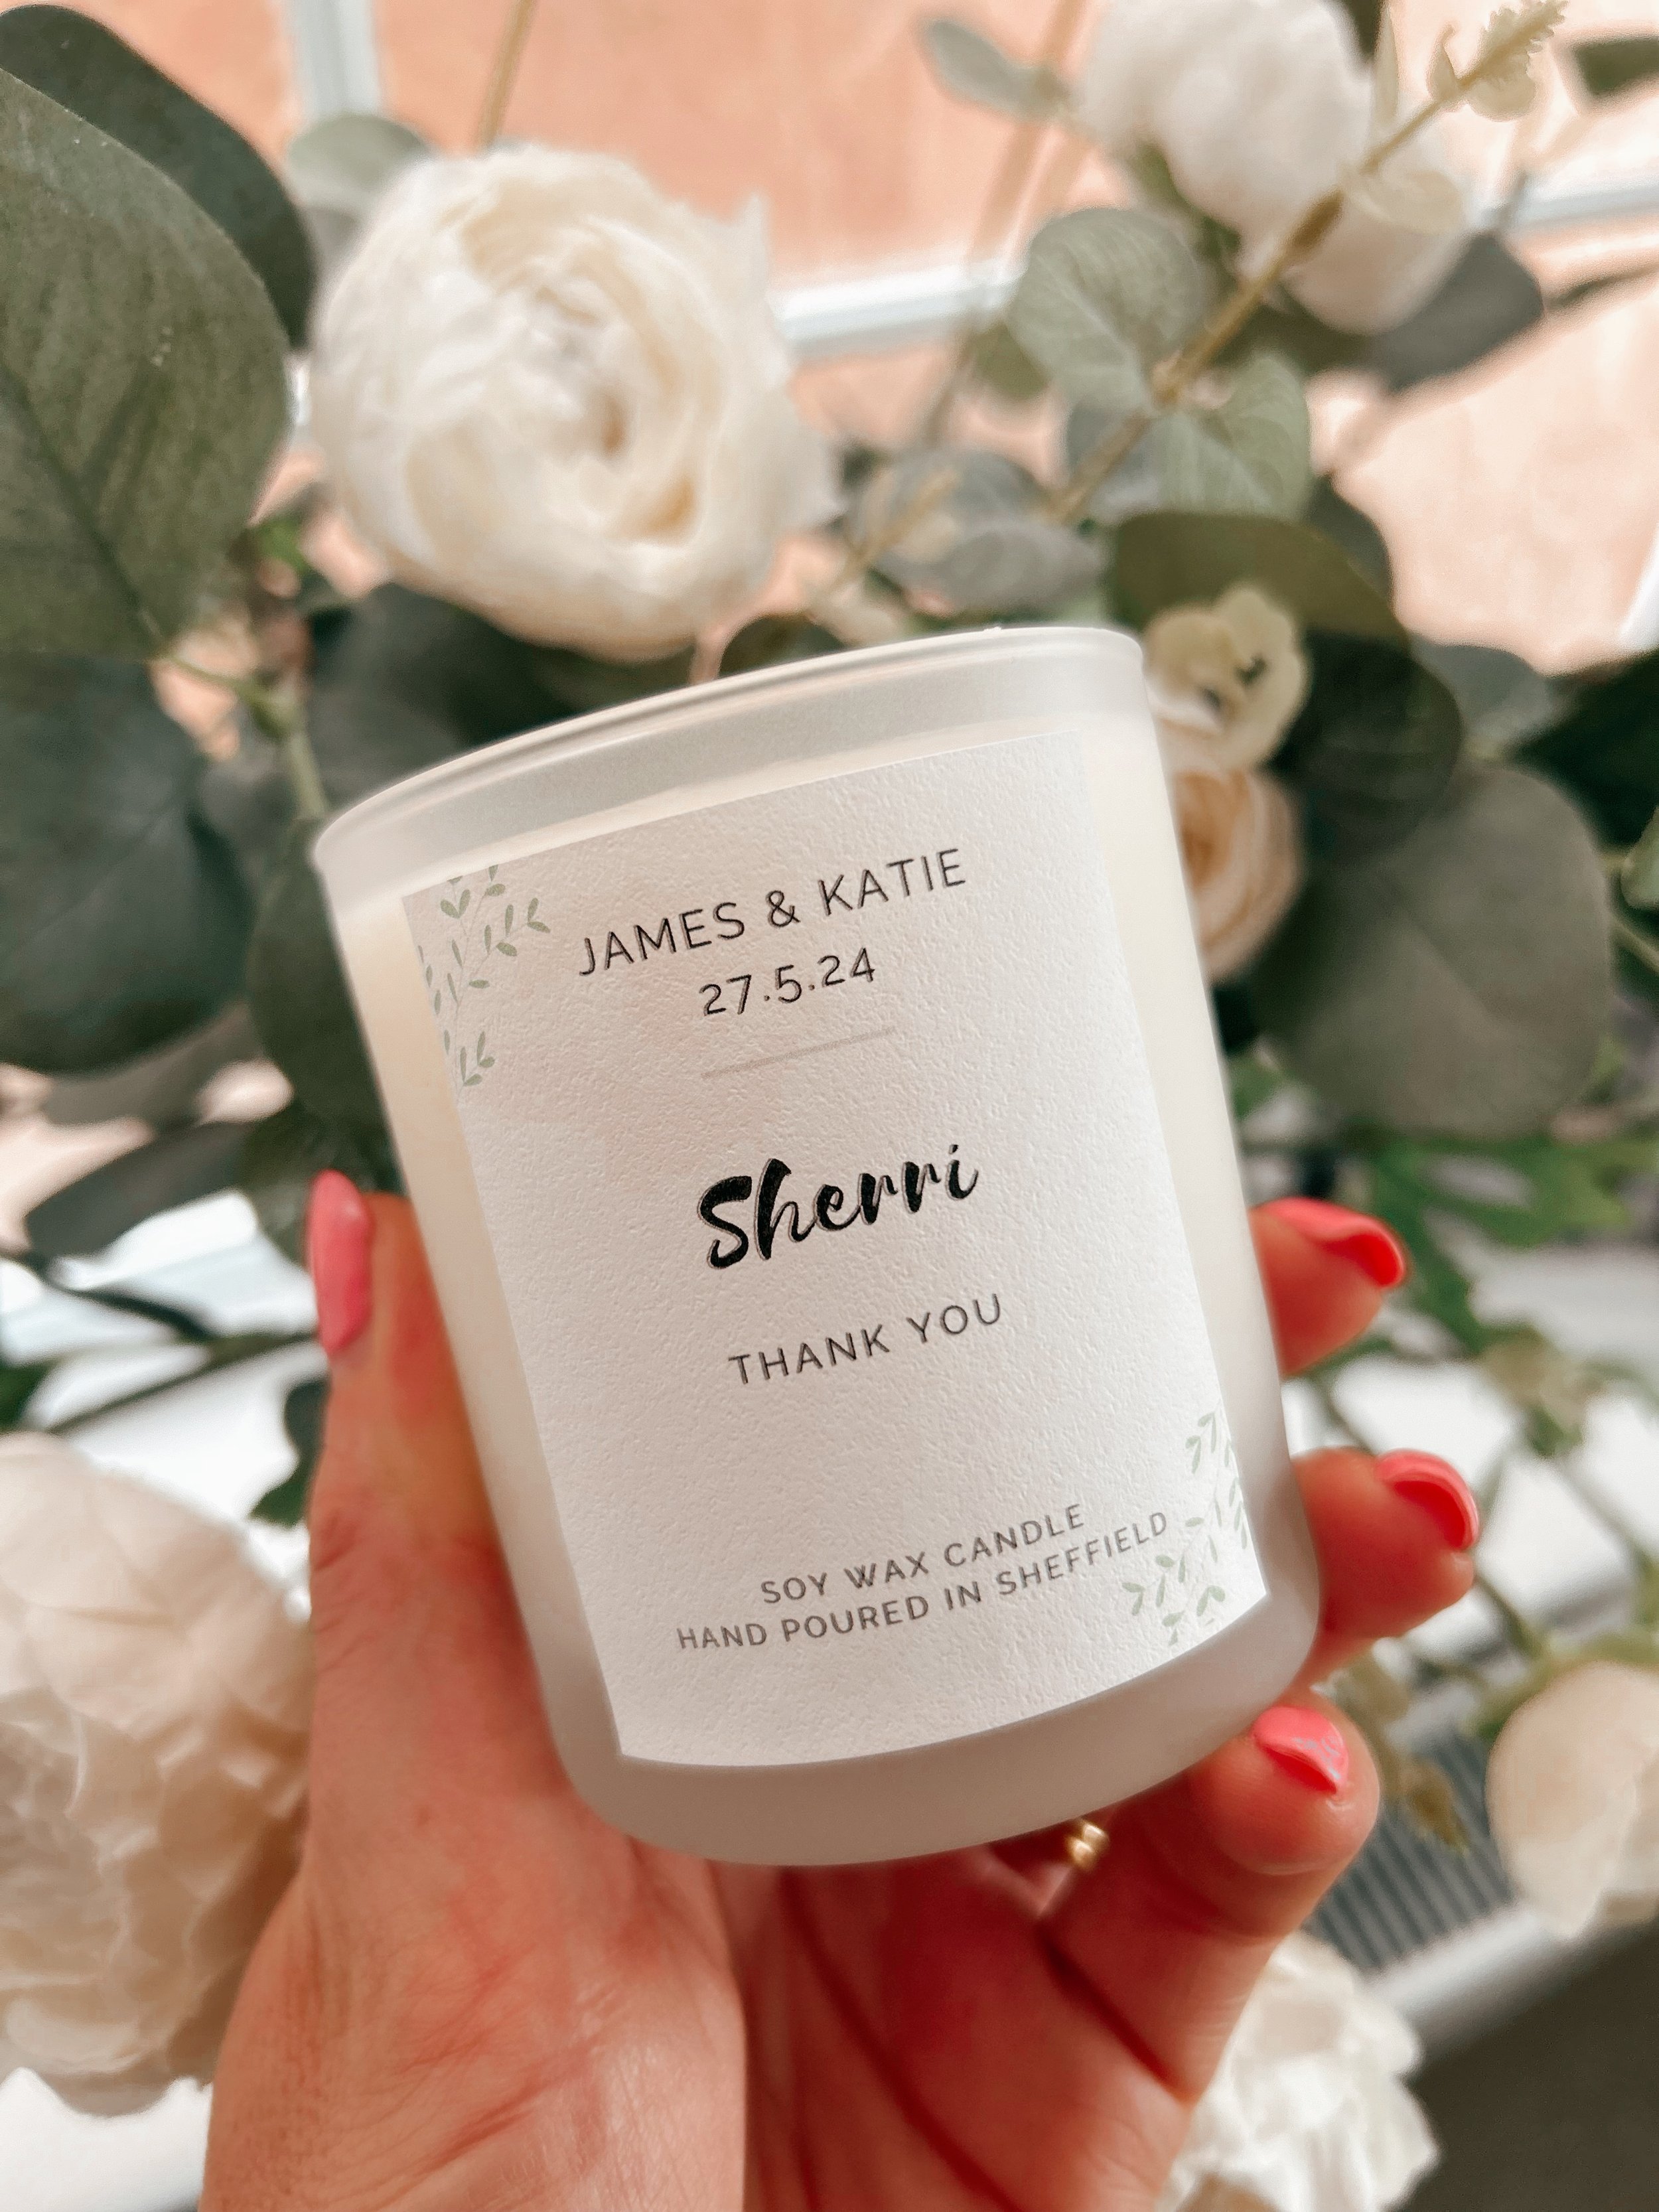 JAMES & KATIE
27.5.24
Sherri
THANK YOU
SOY WAX CANDLE
HAND POURED IN SHEFFIELD